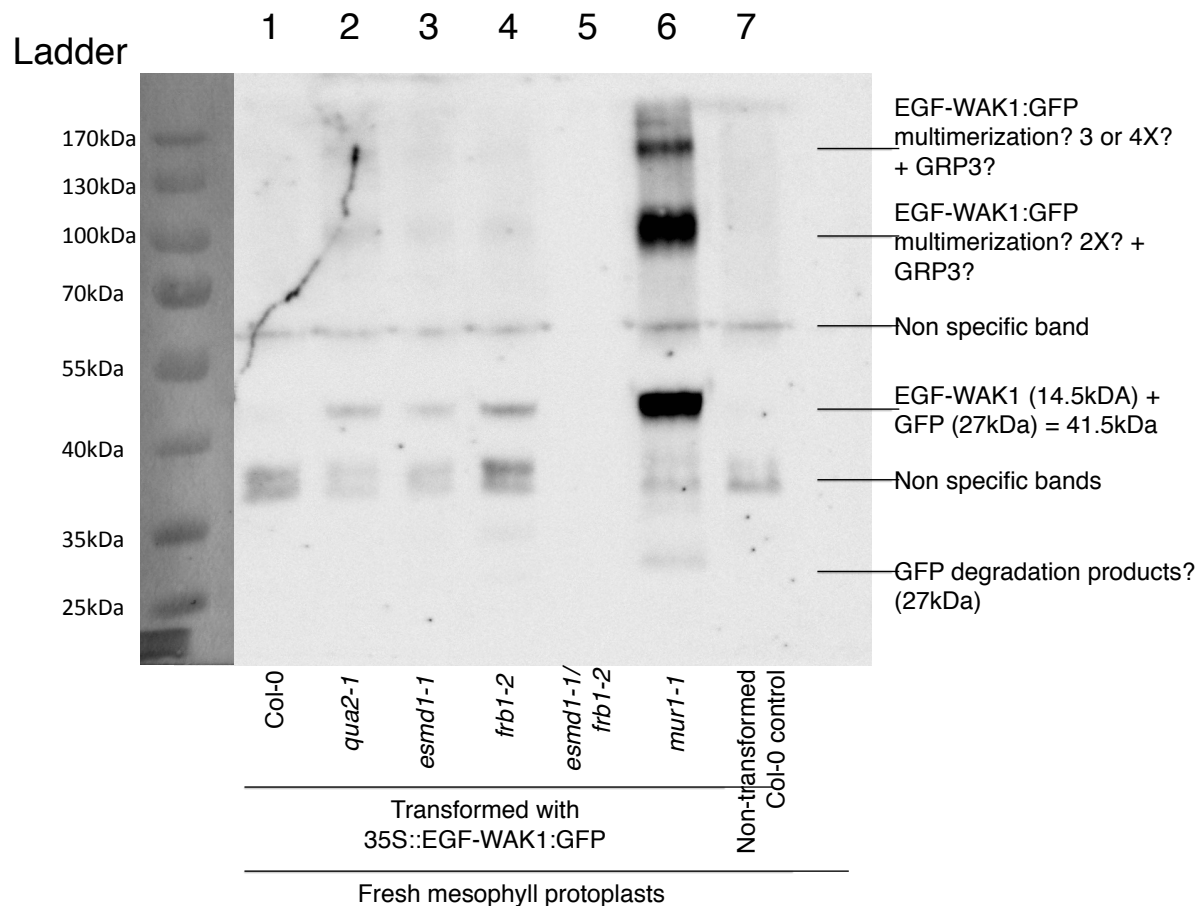 1 2 3 4 5 6 7
Ladder
170kDa
130kDa
100kDa
70kDa
55kDa
40kDa
35kDa
25kDa
EGF-WAK1:GFP
multimerization? 3 or 4X?
+ GRP3?
EGF-WAK1:GFP
multimerization? 2X? +
GRP3?
Non specific band
EGF-WAK1 (14.5kDA) +
GFP (27kDa) = 41.5kDa
Non specific bands
GFP degradation products?
(27kDa)
Col-0
qua2-1
esmd1-1
frb1-2
esmd1-1/
frb1-2
mur1-1
Non-transformed
Col-0 control
Transformed with
35S::EGF-WAK1:GFP
Fresh mesophyll protoplasts